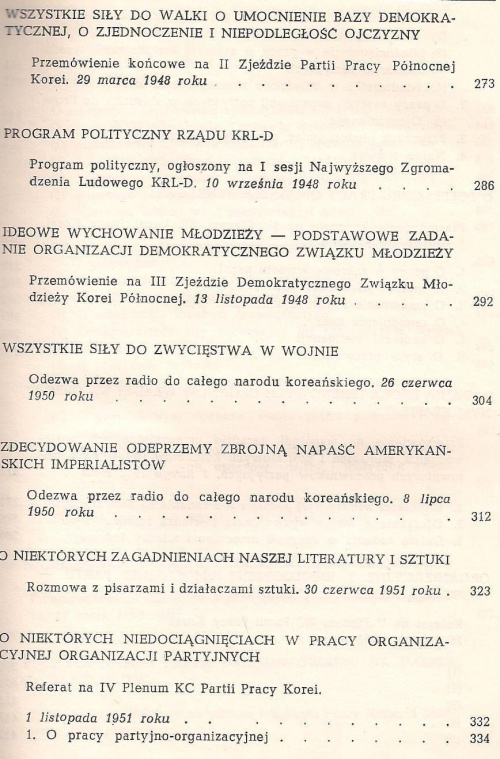 WSZYSTKIE SIŁY DO WALKI O UMOCNIENIE BAZY DEMOKRA-
TYCZNEJ, O ZJEDNOCZENIE I NIEPODLEGŁOŚĆ OJCZYZNY
Przemówienie końcowe na II Zjeździe Partii Pracy Północnej
Korei. 29 marca 1948 roku . . . . . . . . . . 273
PROGRAM POLITYCZNY RZĄDU KRL-D
Program polityczny, ogłoszony na I sesji Najwyższego Zgroma-
dzenia Ludowego KRL-D. 10 września 1948 roku . . . . 286
IDEOWE WYCHOWANIE MŁODZIEŻY — PODSTAWOWE ZADA-
NIE ORGANIZACJI DEMOKRATYCZNEGO ZWIĄZKU MŁODZIEŻY
Przemówienie na III Zjeździe Demokratycznego Związku Mło-
dzieży Korei Północnej. 13 listopada 1948 roku . . . . . 292
WSZYSTKIE SIŁY DO ZWYCIĘSTWA W WOJNIE
Odezwa przez radio do całego narodu koreańskiego. 26 czerwca
1950 roku . . . . . . . . . . . . . . 304
ZDECYDOWANIE ODEPRZEMY ZBROJNĄ NAPAŚĆ AMERYKAŃ-
SKICH IMPERIALISTÓW
Odezwa przez radio do całego narodu koreańskiego. 8 lipca
1950 roku . . . . . . . . . . . . . . 312
O NIEKTÓRYCH ZAGADNIENIACH NASZEJ LITERATURY I SZTUKI
Rozmowa z pisarzami i działaczami sztuki. 30 czerwca 1951 roku . 323
O NIEKTÓRYCH NIEDOCIĄGNIĘCIACH W PRACY ORGANIZA-
CYJNEJ ORGANIZACJI PARTYJNYCH
Referat na IV Plenum KC Partii Pracy Korei.
1 listopada 1951 roku . . . . . . . . . . . 332
1. O pracy partyjno-organizacyjnej . . . . . . . . 334